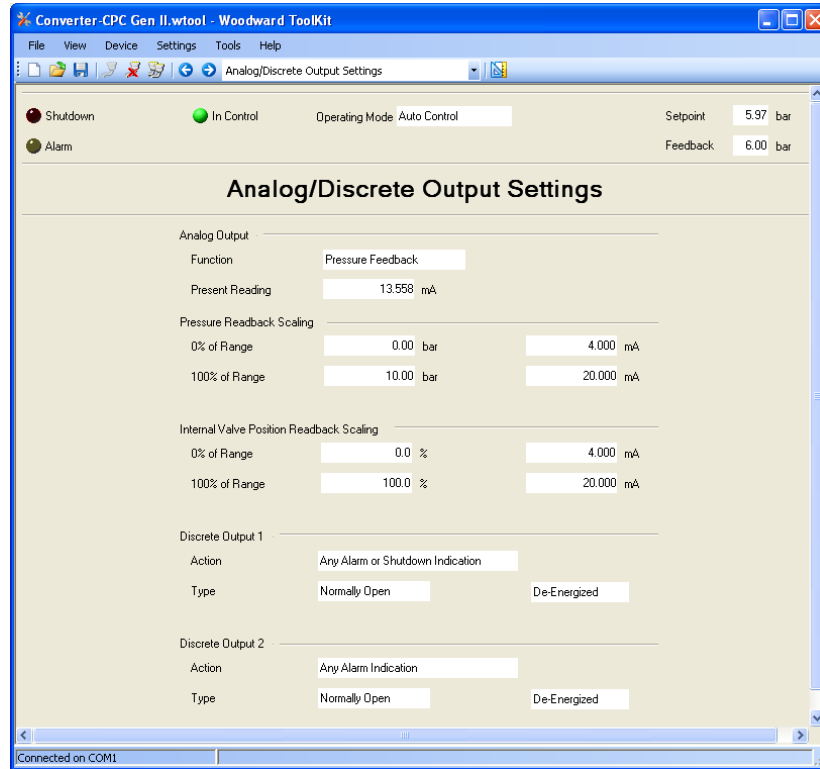 Converter-CPC Gen II.wtool - Woodward ToolKit
File View Device Settings Tools Help
Analog/Discrete Output Settings
Shutdown In Control Operating Mode Auto Control Setpoint 5.97 bar
Alarm Feedback 6.00 bar
Analog/Discrete Output Settings
Analog Output
Function Pressure Feedback
Present Reading 13.558 mA
Pressure Readback Scaling
0% of Range 0.00 bar 4.000 mA
100% of Range 10.00 bar 20.000 mA
Internal Valve Position Readback Scaling
0% of Range 0.0 % 4.000 mA
100% of Range 100.0 % 20.000 mA
Discrete Output 1
Action Any Alarm or Shutdown Indication
Type Normally Open De-Energized
Discrete Output 2
Action Any Alarm Indication
Type Normally Open De-Energized
Connected on COM1